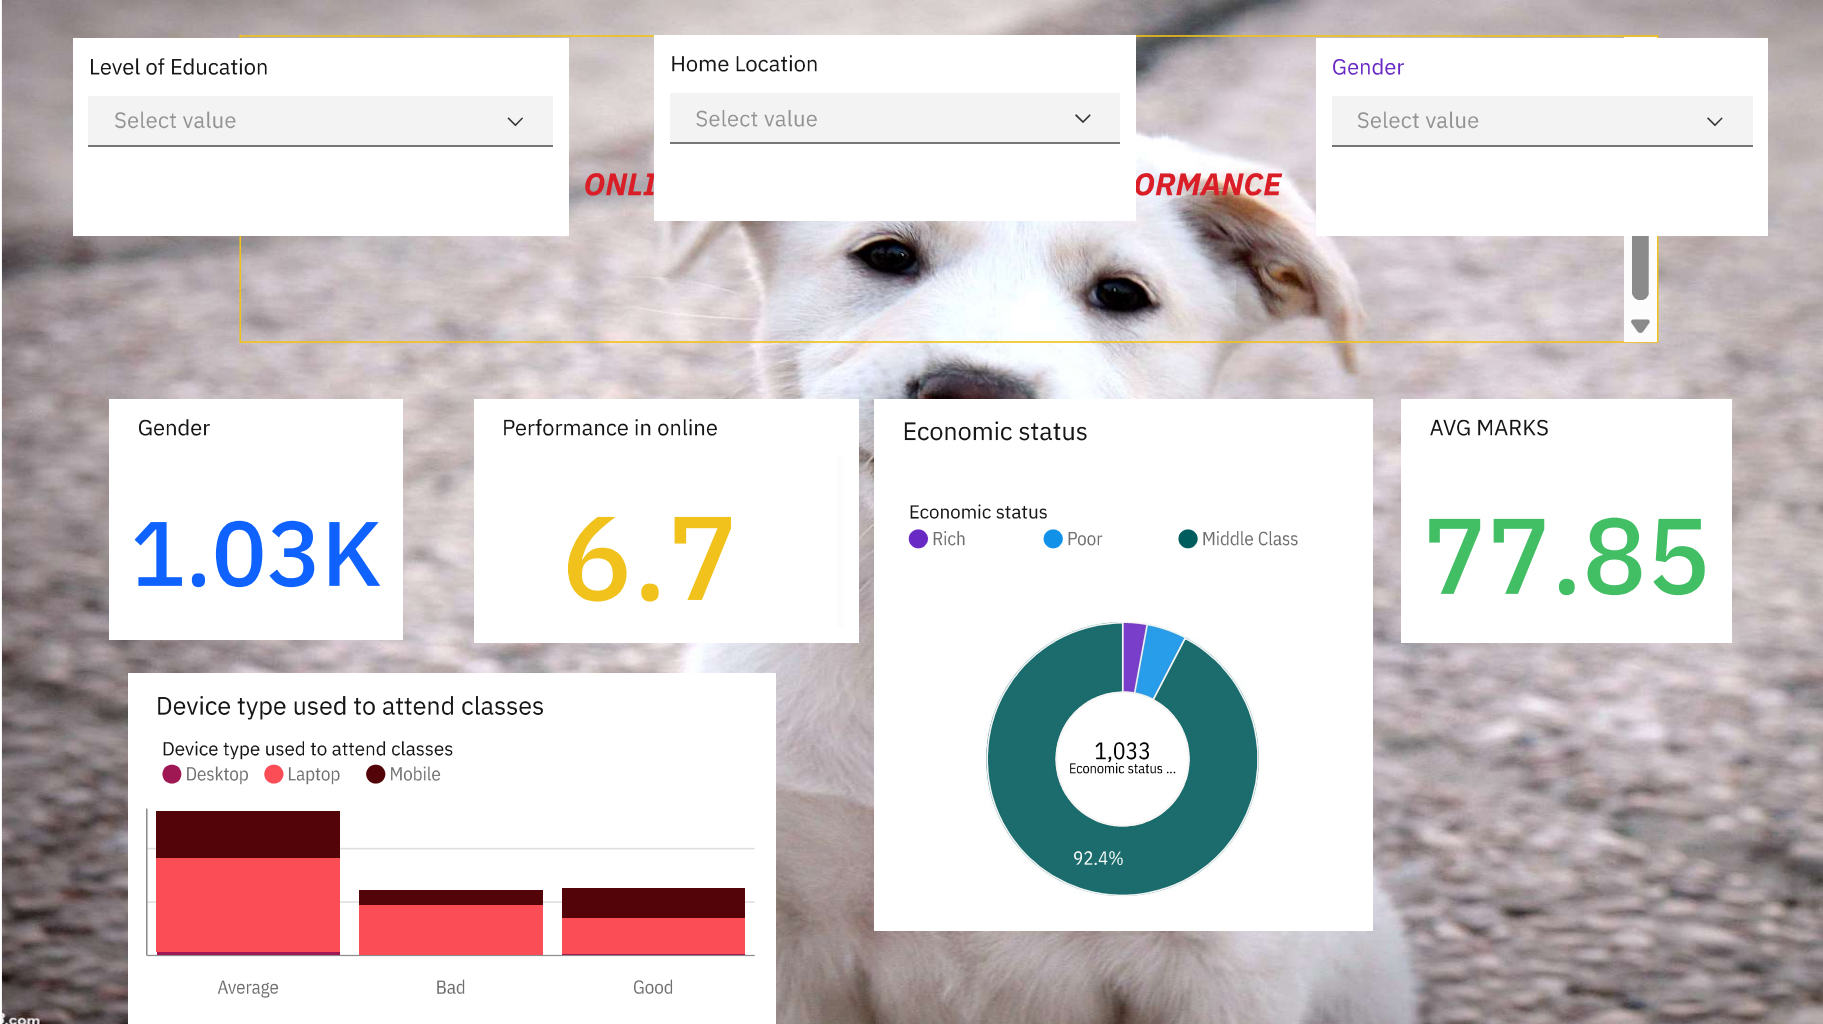 Level of Education
Select value
Home Location
Select value
Gender
Select value
ONLI
ORMANCE
Gender
1.03K
Performance in online
6.7
Economic status
Economic status
Rich Poor Middle Class
1,033
Economic status ...
92.4%
AVG MARKS
77.85
Device type used to attend classes
Device type used to attend classes
Desktop Laptop Mobile
Average Bad Good
.com